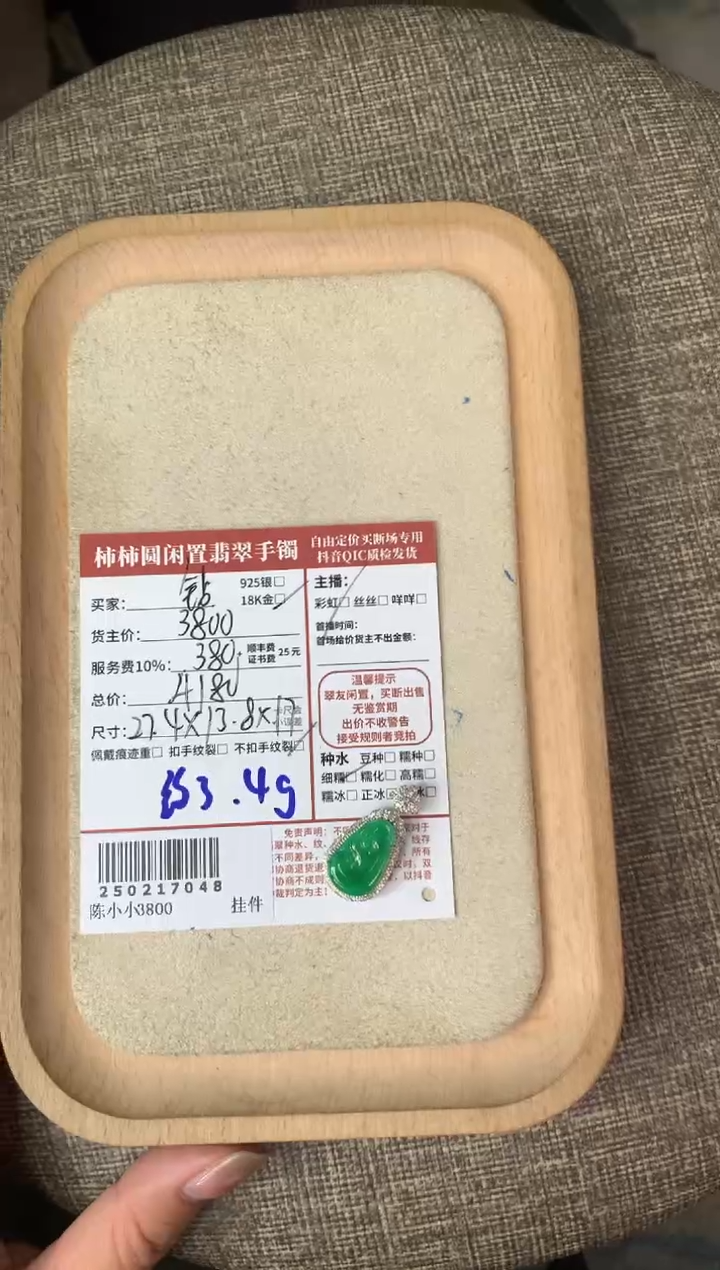 柿柿圆闲置翡翠手镯
自由定价买断场专用
抖音QIC质检发货
买家: 钻
925银□
18K金□
货主价: 3800
服务费10%: 380
顺丰费
证书费
25元
总价: 4180
尺寸: 27.4×13.8×
佩戴痕迹重□ 扣手纹裂□ 不扣手纹裂□
3.4g
主播:
彩虹□ 丝丝□ 咩咩□
首播时间:
首场给价货主不出金额:
温馨提示
翠友闲置，买断出售
无鉴赏期
出价不收警告
接受规则者竞拍
种水 豆种□ 糯种□
细糯□ 糯化□ 高糯□
糯冰□ 正冰□ 冰□
250217048
陈小小3800 挂件
免责声明: